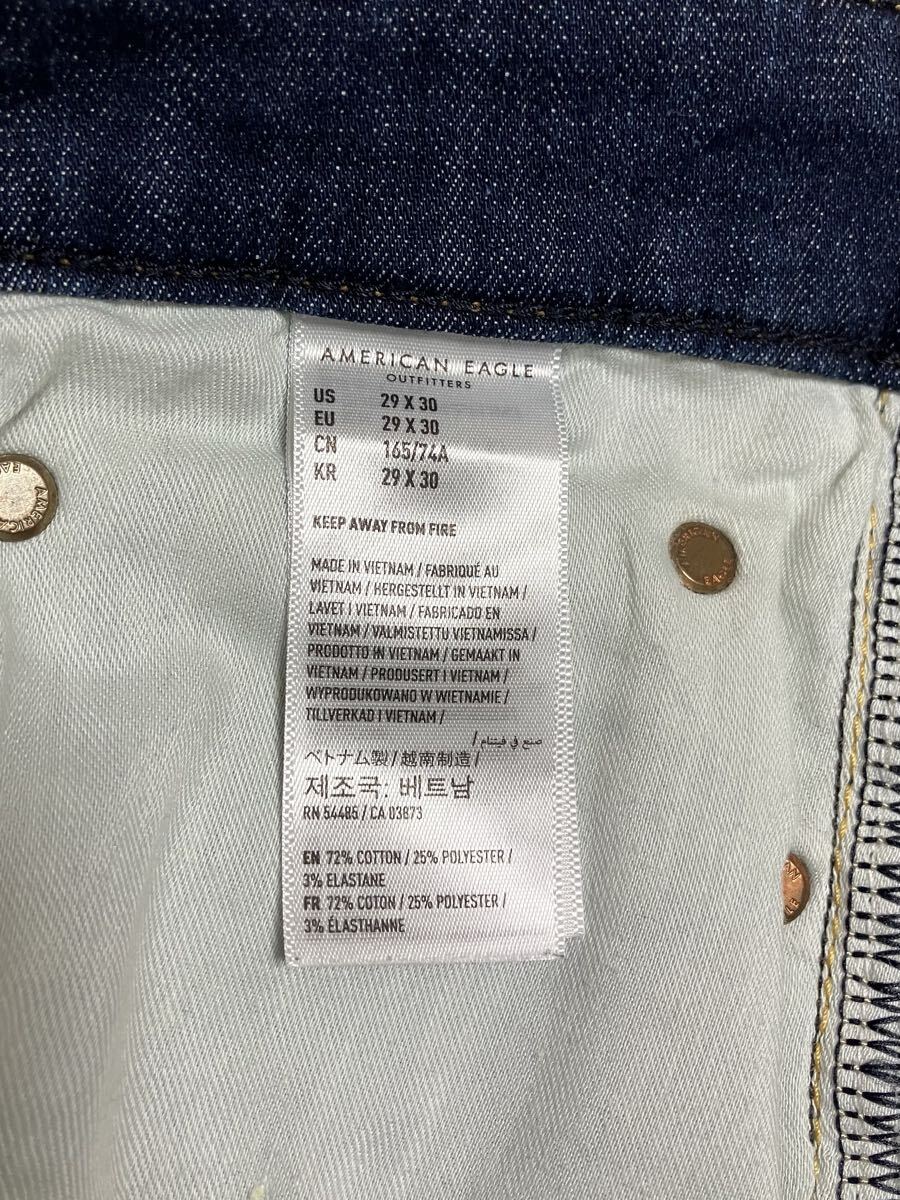 AMERICAN EAGLE
OUTFITTERS
US 29 X 30
EU 29 X 30
CN 165/74A
KR 29 X 30
KEEP AWAY FROM FIRE
MADE IN VIETNAM / FABRIQUÉ AU
VIETNAM / HERGESTELLT IN VIETNAM /
LAVET I VIETNAM / FABRICADO EN
VIETNAM / VALMISTETTU VIETNAMISSA /
PRODOTTO IN VIETNAM / GEMAAKT IN
VIETNAM / PRODUSERT I VIETNAM /
WYPRODUKOWANO W WIETNAMIE /
TILLVERKAD I VIETNAM /
صنع في فيتنام /
ベトナム製 / 越南制造 /
제조국: 베트남
RN 54485 / CA 03873
EN 72% COTTON / 25% POLYESTER /
3% ELASTANE
FR 72% COTON / 25% POLYESTER /
3% ÉLASTHANNE
AMERICAN
EAGLE